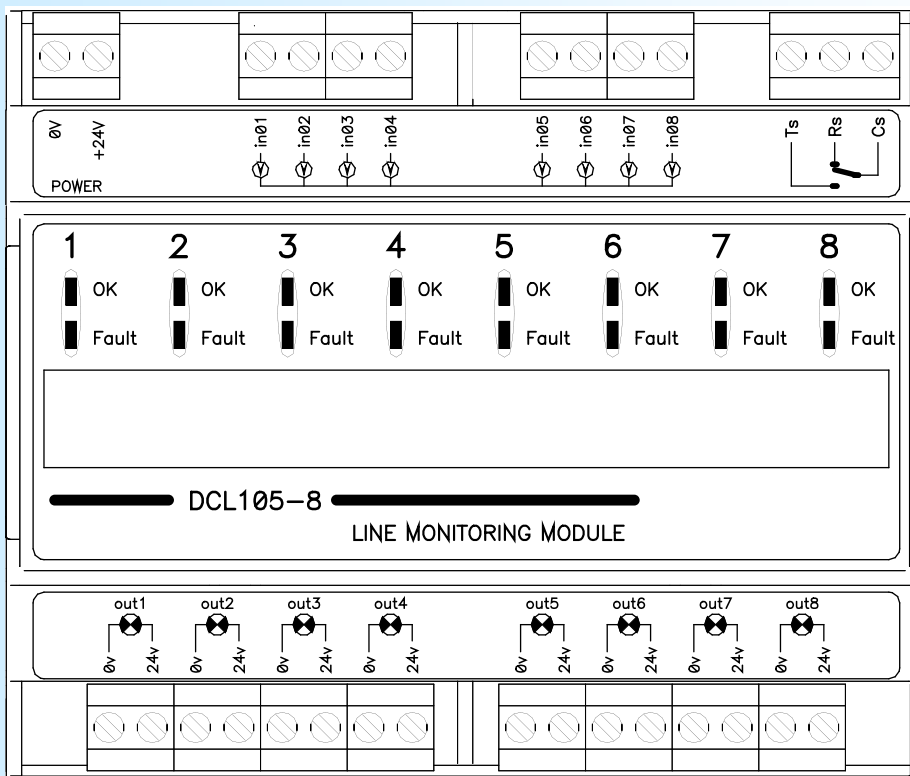 0V +24V in01 in02 in03 in04 in05 in06 in07 in08 Ts Rs Cs
POWER
1 2 3 4 5 6 7 8
OK OK OK OK OK OK OK OK
Fault Fault Fault Fault Fault Fault Fault Fault
DCL105-8
LINE MONITORING MODULE
out1 out2 out3 out4 out5 out6 out7 out8
0v 24v 0v 24v 0v 24v 0v 24v 0v 24v 0v 24v 0v 24v 0v 24v